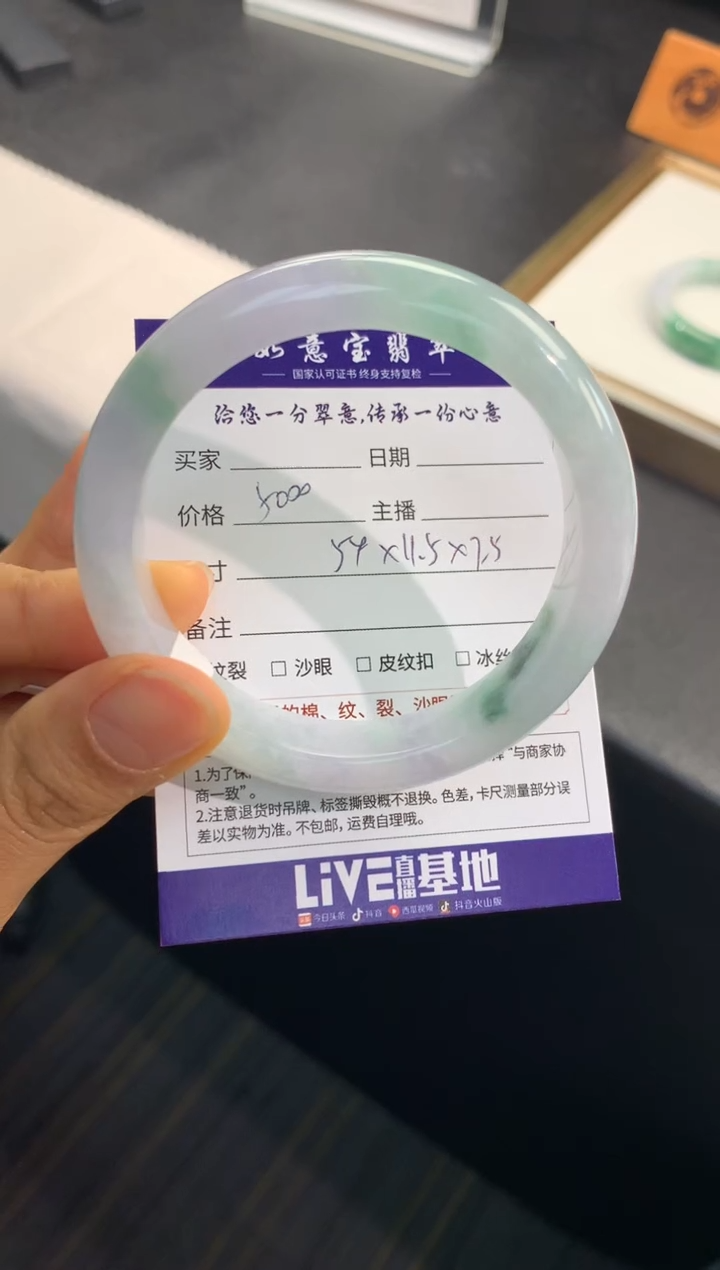 如意宝翡翠
国家认可证书 终身支持复检
洽您一分翠意,传承一份心意
买家 日期
价格 5000 主播
寸 54×11.5×7.5
备注
纹裂 □ 沙眼 □ 皮纹扣 □ 冰
的棉、纹、裂、沙眼
1.为了保 “与商家协
商一致”。
2.注意退货时吊牌、标签撕毁概不退换。色差,卡尺测量部分误
差以实物为准。不包邮,运费自理哦。
LiVE直播基地
今日头条 抖音 西瓜视频 抖音火山版